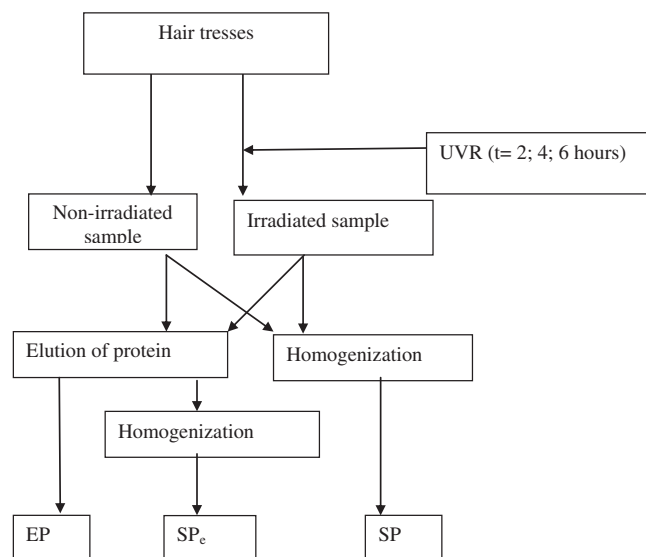 Hair tresses
UVR (t= 2; 4; 6 hours)
Non-irradiated
sample
Irradiated sample
Elution of protein
Homogenization
Homogenization
EP
SPe
SP